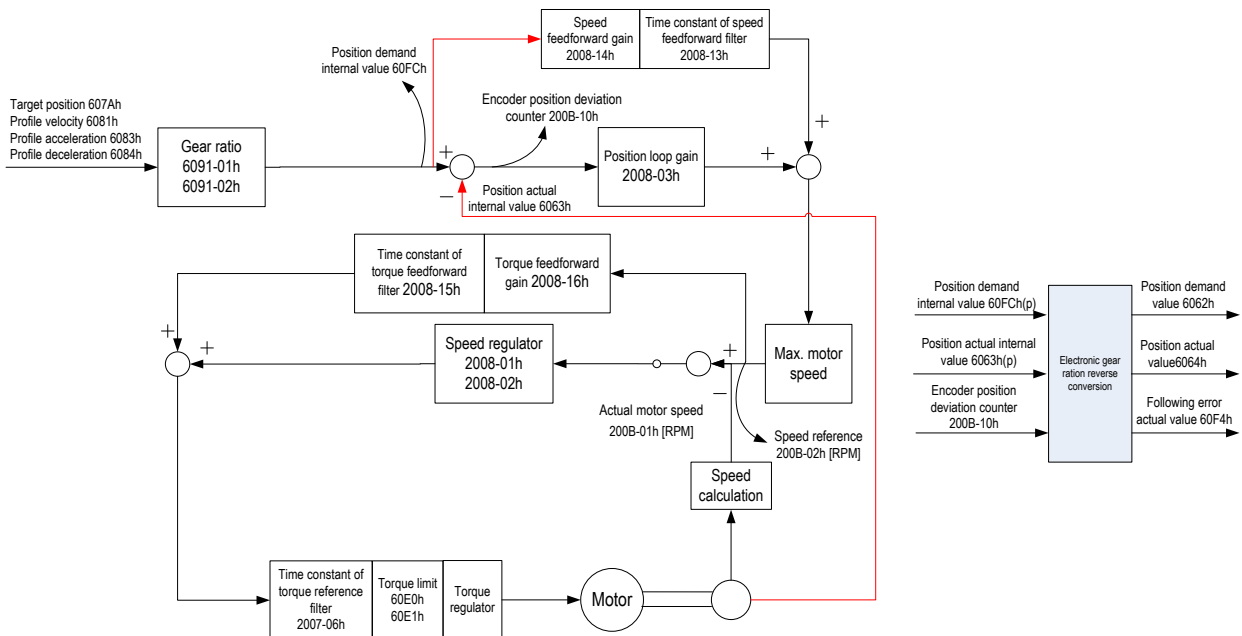 Speed
feedforward gain
2008-14h
Time constant of speed
feedforward filter
2008-13h
Position demand
internal value 60FCh
Target position 607Ah
Profile velocity 6081h
Profile acceleration 6083h
Profile deceleration 6084h
Gear ratio
6091-01h
6091-02h
Encoder position deviation
counter 200B-10h
+
+
+
−
Position loop gain
2008-03h
Position actual
internal value 6063h
Time constant of
torque feedforward
filter 2008-15h
Torque feedforward
gain 2008-16h
+
+
Speed regulator
2008-01h
2008-02h
+
−
Max. motor
speed
Actual motor speed
200B-01h [RPM]
Speed reference
200B-02h [RPM]
Speed
calculation
Time constant of
torque reference
filter
2007-06h
Torque limit
60E0h
60E1h
Torque
regulator
Motor
Position demand
internal value 60FCh(p)
Position actual internal
value 6063h(p)
Encoder position
deviation counter
200B-10h
Electronic gear
ration reverse
conversion
Position demand
value 6062h
Position actual
value6064h
Following error
actual value 60F4h